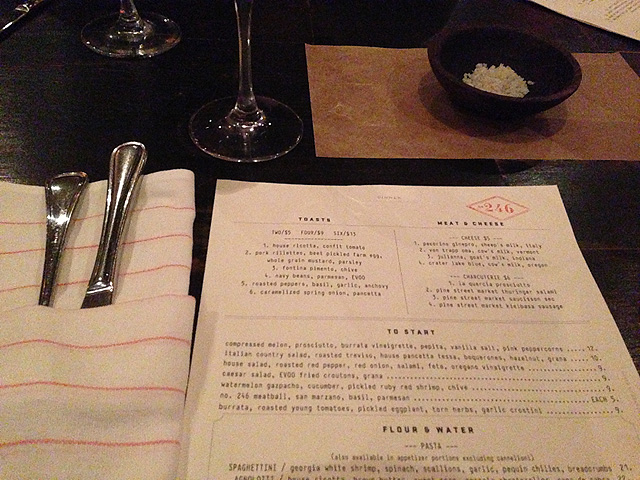 DINNER
No 246
TOASTS
TWO/$5 FOUR/$9 SIX/$13
1. house ricotta, confit tomato
2. pork rillettes, beet pickled farm egg,
whole grain mustard, parsley
3. fontina pimento, chive
4. navy beans, parmesan, EVOO
5. roasted peppers, basil, garlic, anchovy
6. caramelized spring onion, pancetta
MEAT & CHEESE
CHEESE $5
1. pecorino ginepro, sheep's milk, italy
2. von trapp oma, cow's milk, vermont
3. julianna, goat's milk, indiana
4. crater lake blue, cow's milk, oregon
CHARCUTERIE $6
1. la quercia prosciutto
2. pine street market thuringer salami
3. pine street market saucisson sec
4. pine street market kielbasa sausage
TO START
compressed melon, prosciutto, burrata vinaigrette, pepita, vanilla salt, pink peppercorns ......12.
italian country salad, roasted treviso, house pancetta tessa, boquerones, hazelnut, grana ...10.
house salad, roasted red pepper, red onion, salami, feta, oregano vinaigrette ......9.
caesar salad, EVOO fried croutons, grana ......9.
watermelon gazpacho, cucumber, pickled ruby red shrimp, chive ......9.
no. 246 meatball, san marzano, basil, parmesan ......EACH 5.
burrata, roasted young tomatoes, pickled eggplant, torn herbs, garlic crostini ......9.
FLOUR & WATER
PASTA
(also available in appetizer portions excluding cannelloni)
SPAGHETTINI / georgia white shrimp, spinach, scallions, garlic, pequin chilies, breadcrumbs 21.
AGNOLOTTI / house ricotta